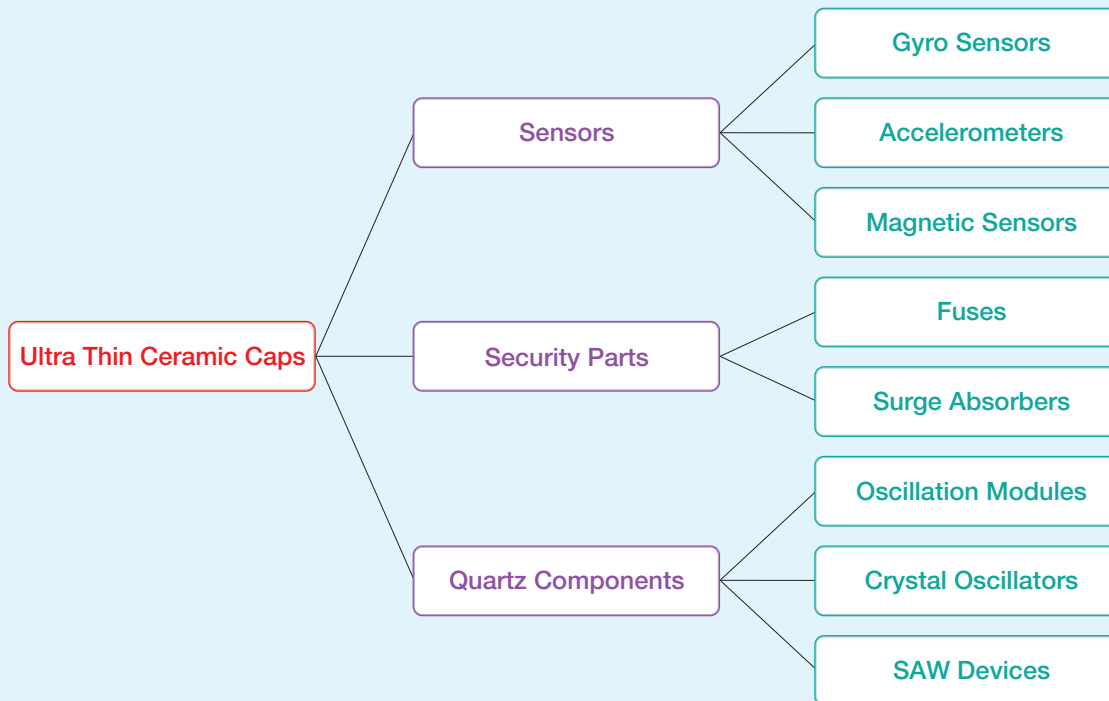 Ultra Thin Ceramic Caps
Sensors
Gyro Sensors
Accelerometers
Magnetic Sensors
Security Parts
Fuses
Surge Absorbers
Quartz Components
Oscillation Modules
Crystal Oscillators
SAW Devices